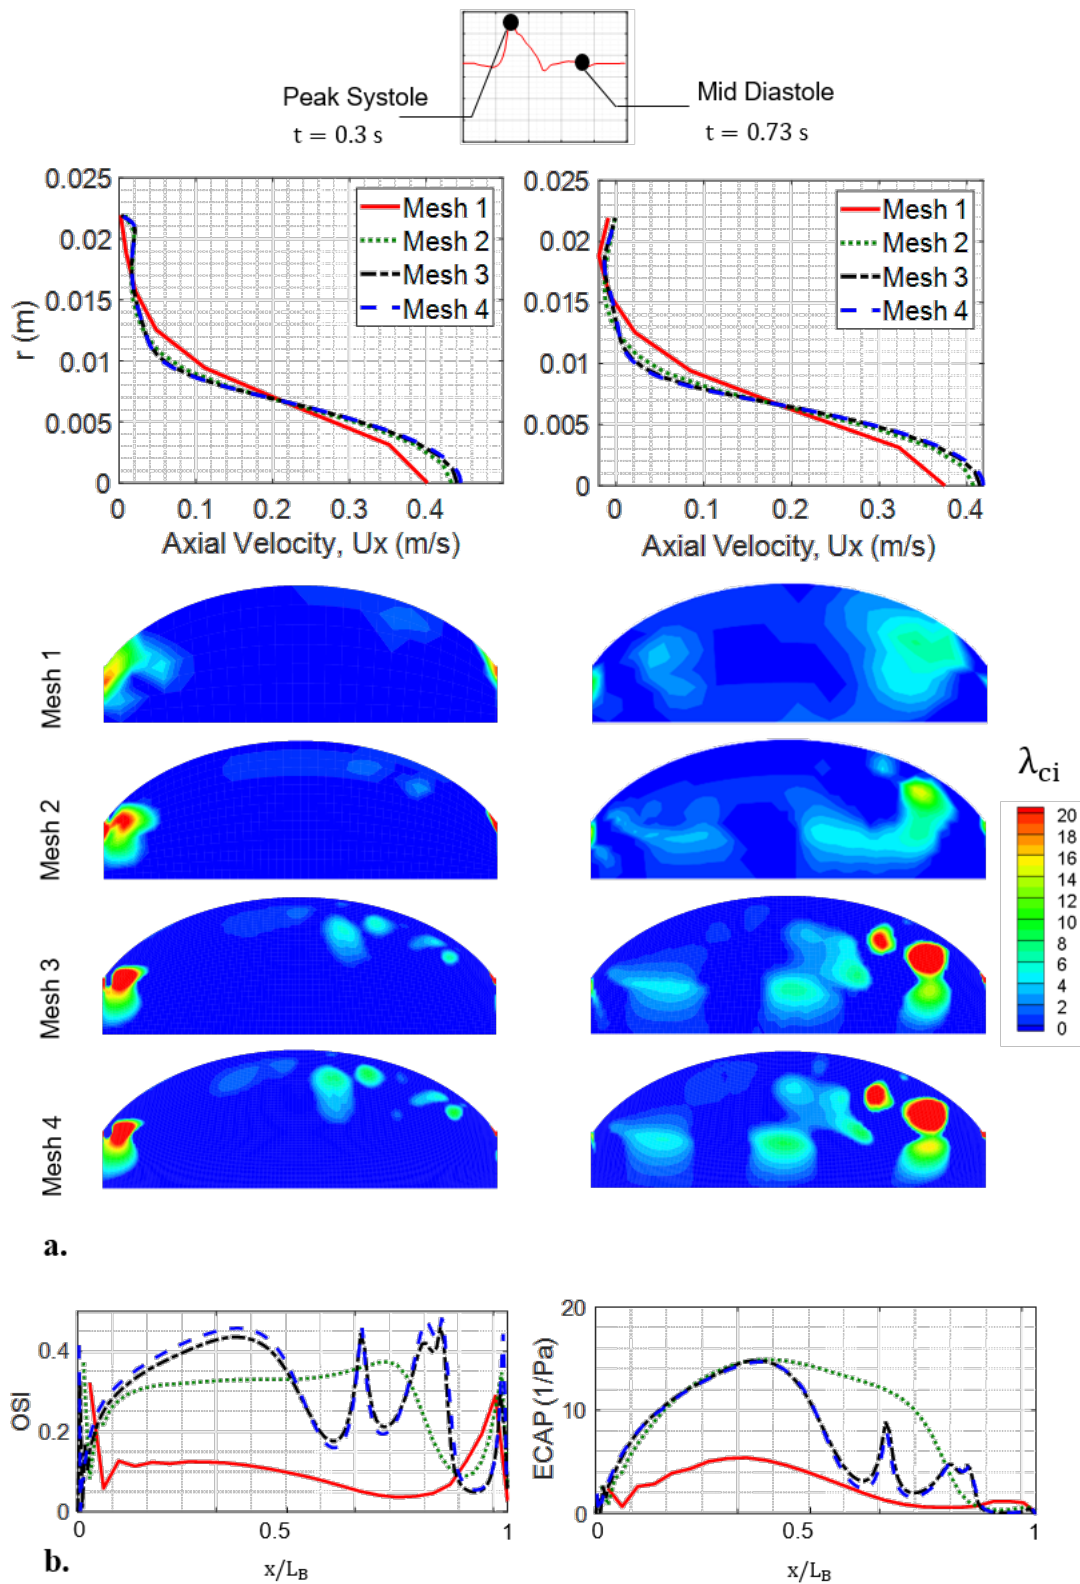 Peak Systole
t = 0.3 s
Mid Diastole
t = 0.73 s
0.025
0.02
0.015
0.01
0.005
0
r (m)
Mesh 1
Mesh 2
Mesh 3
Mesh 4
0 0.1 0.2 0.3 0.4
Axial Velocity, Ux (m/s)
0.025
0.02
0.015
0.01
0.005
0
Mesh 1
Mesh 2
Mesh 3
Mesh 4
0 0.1 0.2 0.3 0.4
Axial Velocity, Ux (m/s)
Mesh 1
Mesh 2
Mesh 3
Mesh 4
λci
20
18
16
14
12
10
8
6
4
2
0
a.
0.4
0.2
0
OSI
0 0.5 1
x/LB
20
10
0
ECAP (1/Pa)
0 0.5 1
x/LB
b.